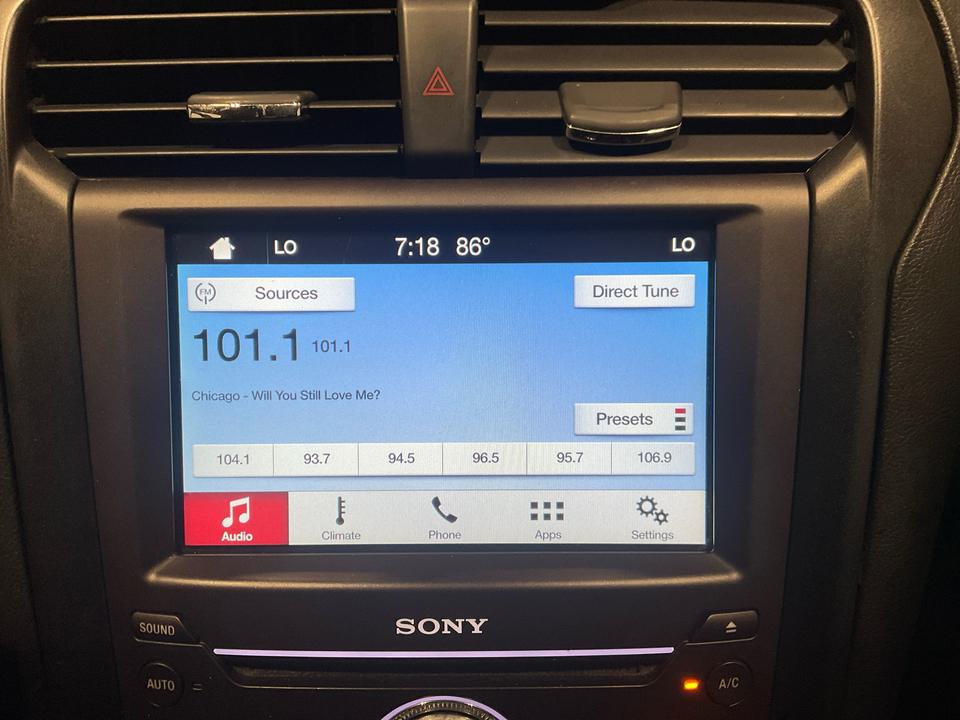 LO 7:18 86° LO
FM Sources Direct Tune
101.1 101.1
Chicago - Will You Still Love Me?
Presets
104.1 93.7 94.5 96.5 95.7 106.9
Audio Climate Phone Apps Settings
SONY
SOUND
AUTO A/C